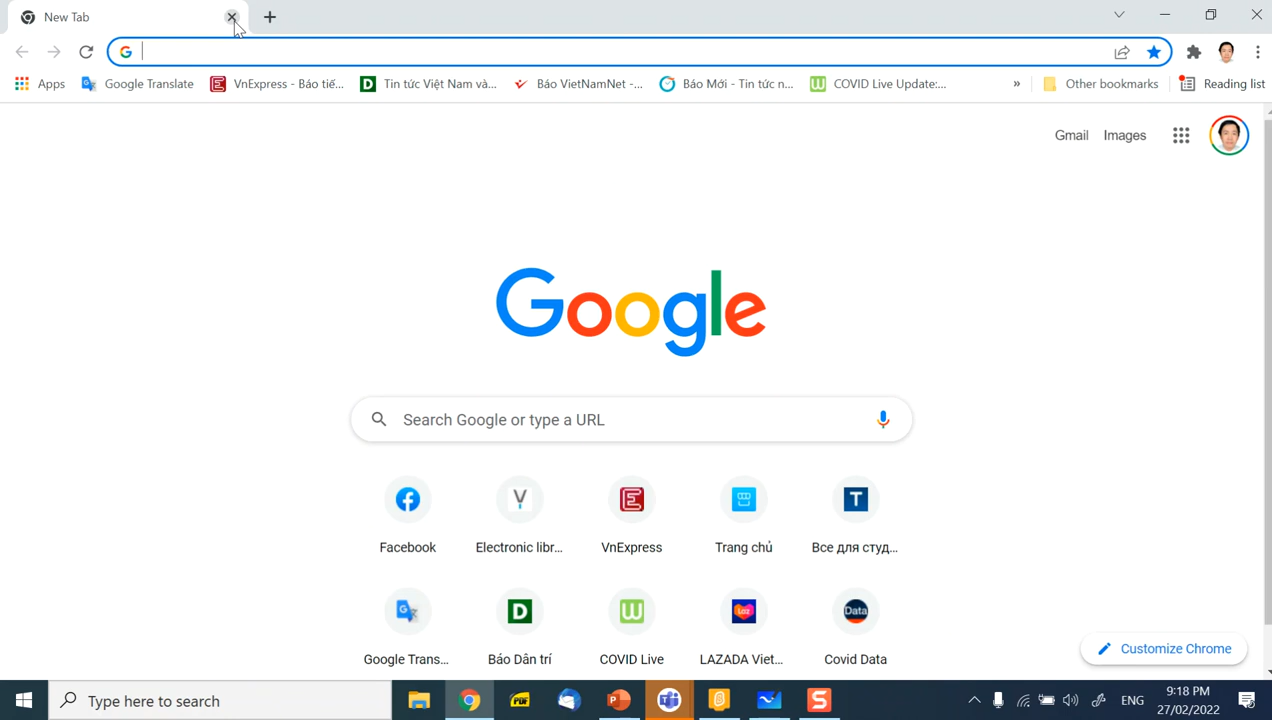 New Tab
Apps Google Translate VnExpress - Báo tiế... Tin tức Việt Nam và... Báo VietNamNet -... Báo Mới - Tin tức n... COVID Live Update:... » Other bookmarks Reading list
Gmail Images
Google
Search Google or type a URL
Facebook Electronic libr... VnExpress Trang chủ Все для студ...
Google Trans... Báo Dân trí COVID Live LAZADA Viet... Covid Data
Customize Chrome
Type here to search
ENG
9:18 PM
27/02/2022